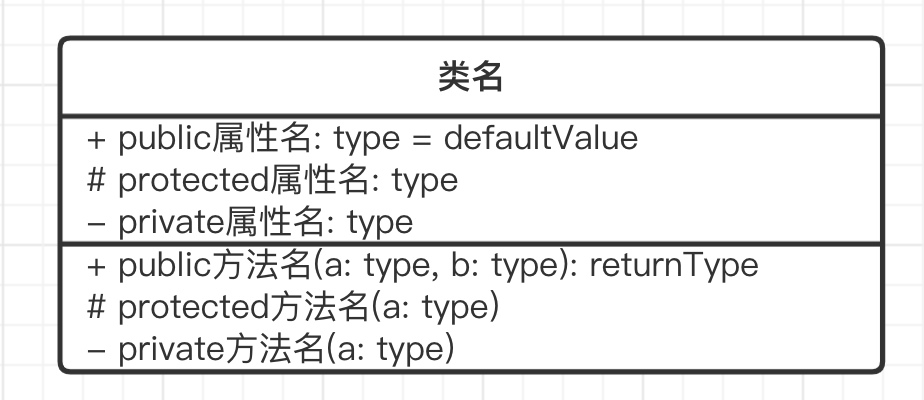 类名
+ public属性名: type = defaultValue
# protected属性名: type
– private属性名: type
+ public方法名(a: type, b: type): returnType
# protected方法名(a: type)
– private方法名(a: type)